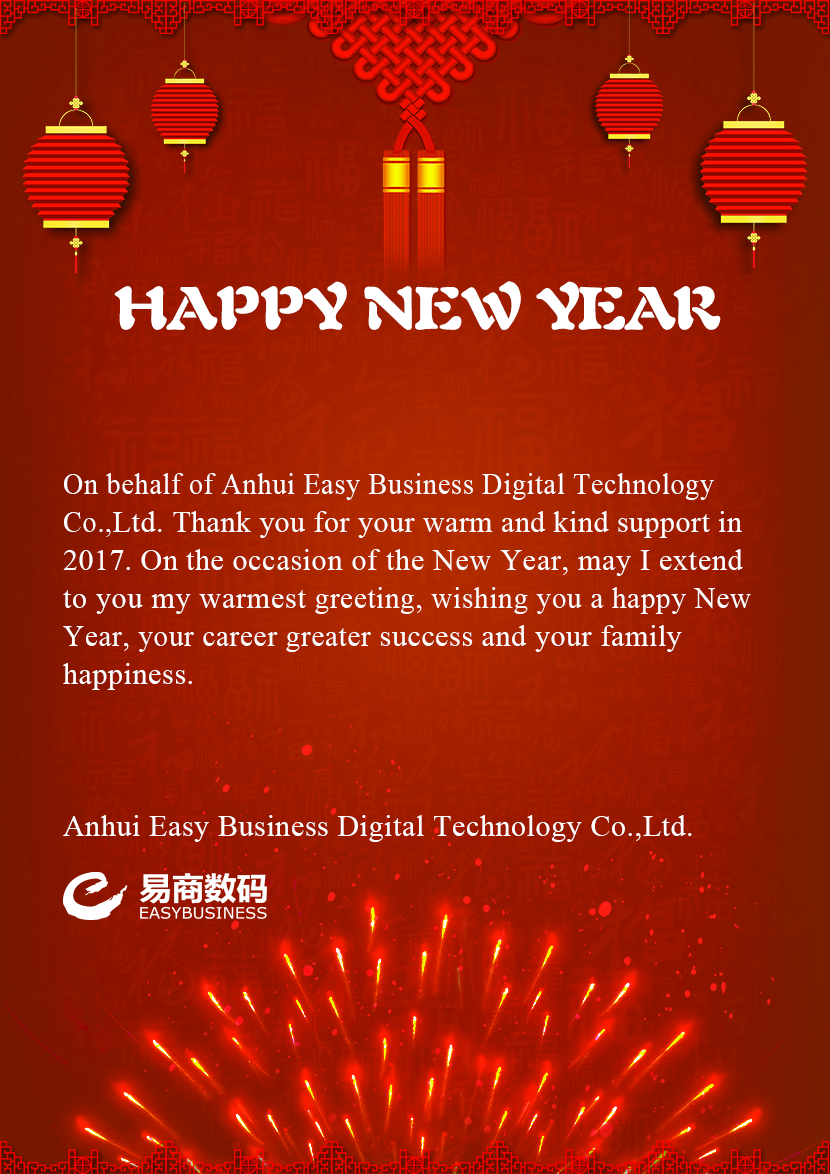 HAPPY NEW YEAR
On behalf of Anhui Easy Business Digital Technology
Co.,Ltd. Thank you for your warm and kind support in
2017. On the occasion of the New Year, may I extend
to you my warmest greeting, wishing you a happy New
Year, your career greater success and your family
happiness.
Anhui Easy Business Digital Technology Co.,Ltd.
易商数码
EASYBUSINESS